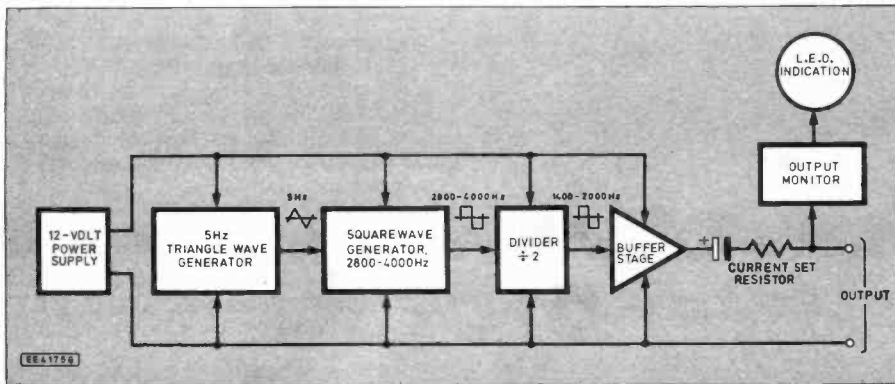 L.E.D.
INDICATION
OUTPUT
MONITOR
12-VOLT
POWER
SUPPLY
5Hz
TRIANGLE WAVE
GENERATOR
5Hz
SQUAREWAVE
GENERATOR,
2800-4000Hz
2800-4000Hz
DIVIDER
÷2
1400-2000Hz
BUFFER
STAGE
+
CURRENT SET
RESISTOR
OUTPUT
EE4175G